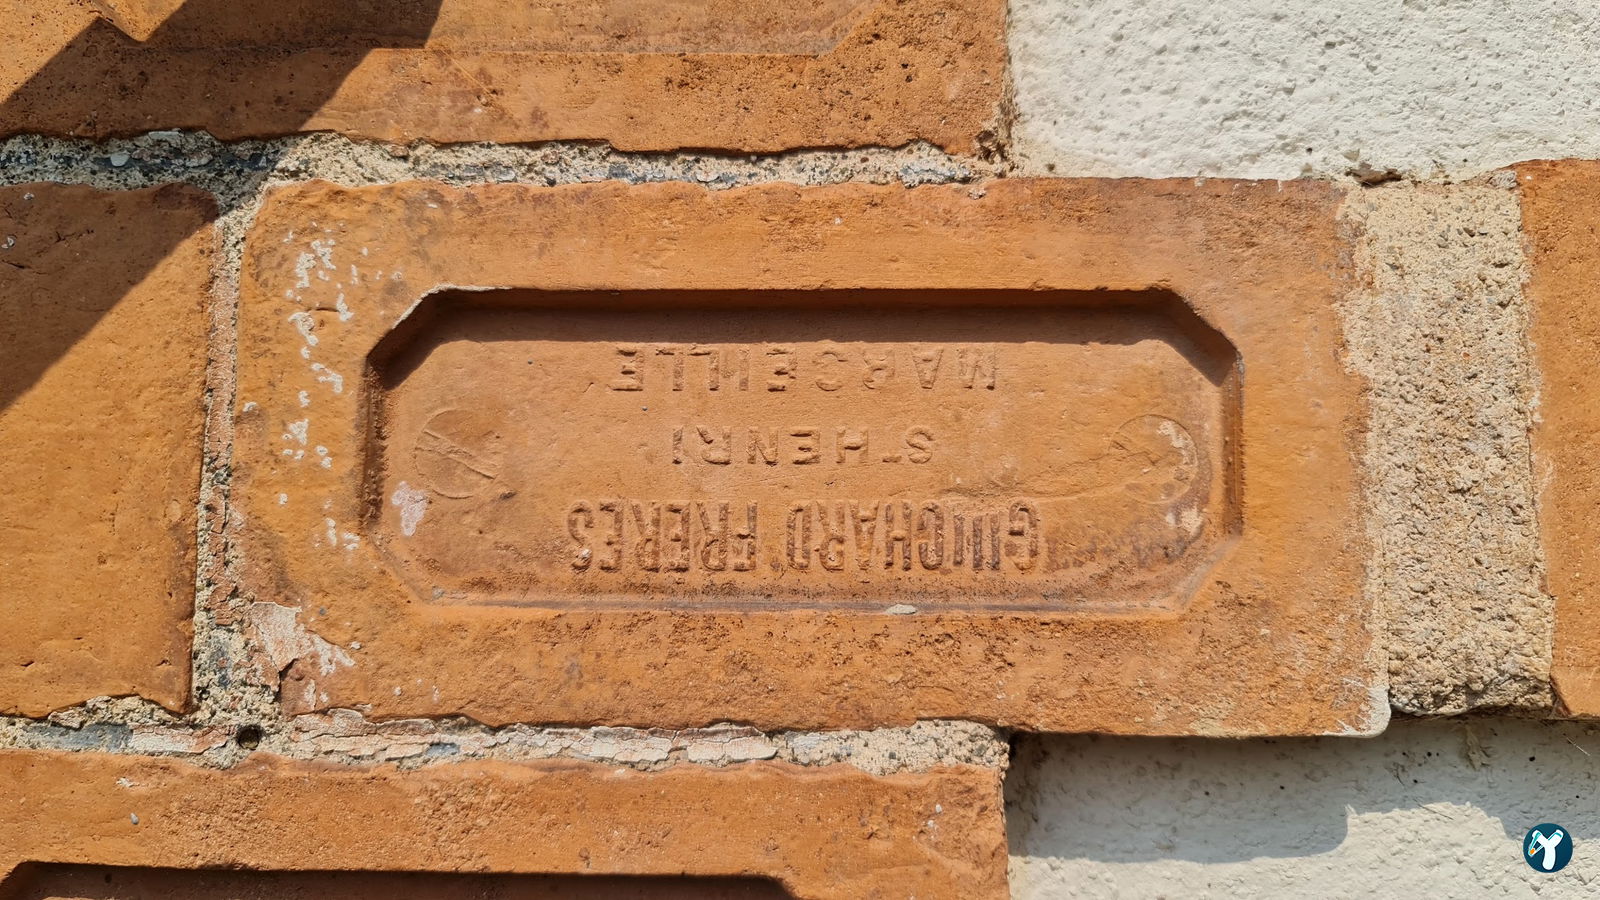 GUICHARD FRERES
ST HENRI
MARSEILLE